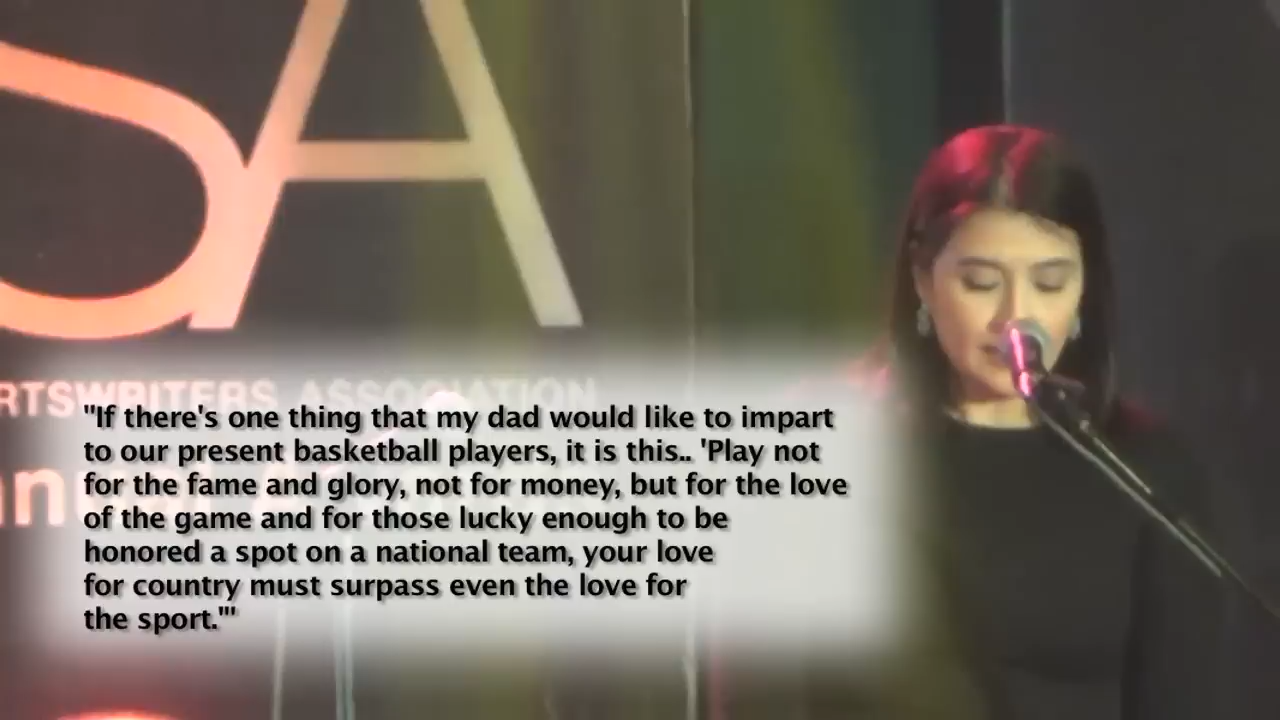 SA
RTSWRITERS ASSOCIATION
"If there's one thing that my dad would like to impart
to our present basketball players, it is this.. 'Play not
for the fame and glory, not for money, but for the love
of the game and for those lucky enough to be
honored a spot on a national team, your love
for country must surpass even the love for
the sport.'"